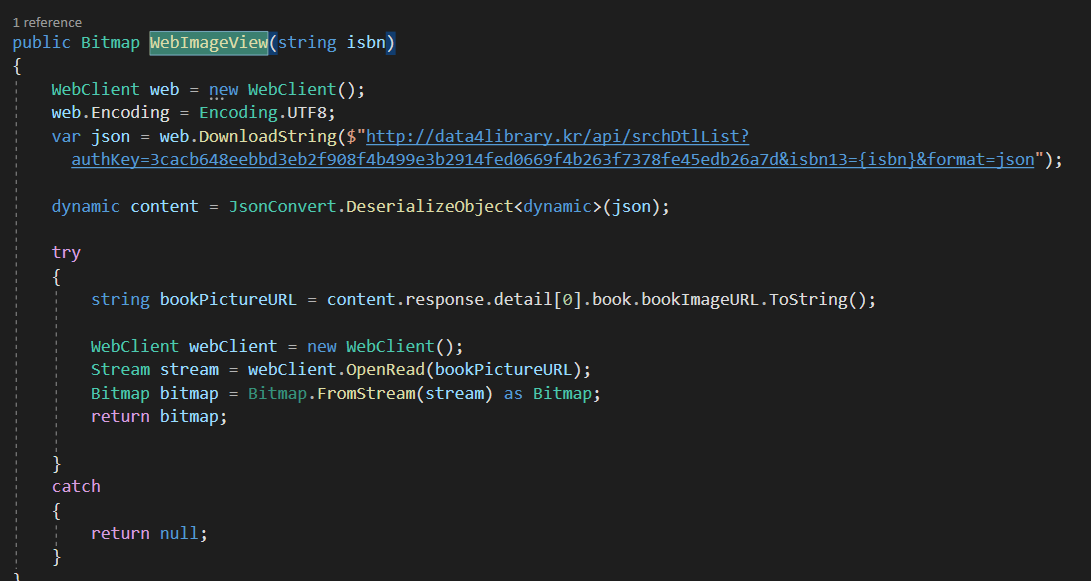 1 reference
public Bitmap WebImageView(string isbn)
{
WebClient web = new WebClient();
web.Encoding = Encoding.UTF8;
var json = web.DownloadString($"http://data4library.kr/api/srchDtlList?
authKey=3cacb648eebbd3eb2f908f4b499e3b2914fed0669f4b263f7378fe45edb26a7d&isbn13={isbn}&format=json");
dynamic content = JsonConvert.DeserializeObject<dynamic>(json);
try
{
string bookPictureURL = content.response.detail[0].book.bookImageURL.ToString();
WebClient webClient = new WebClient();
Stream stream = webClient.OpenRead(bookPictureURL);
Bitmap bitmap = Bitmap.FromStream(stream) as Bitmap;
return bitmap;
}
catch
{
return null;
}
}